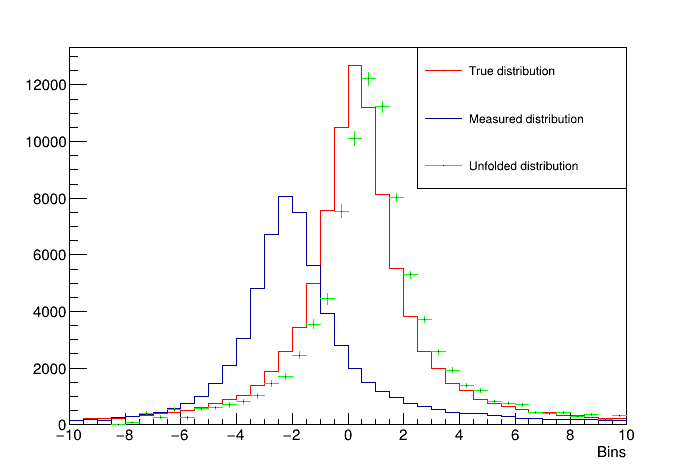 True distribution
Measured distribution
Unfolded distribution
12000
10000
8000
6000
4000
2000
0
−10 −8 −6 −4 −2 0 2 4 6 8 10
Bins